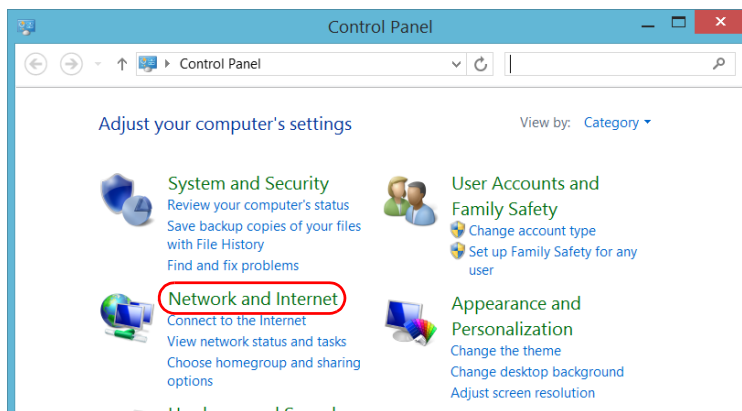 Control Panel
Control Panel
Adjust your computer's settings
View by: Category
System and Security
Review your computer's status
Save backup copies of your files
with File History
Find and fix problems
Network and Internet
Connect to the Internet
View network status and tasks
Choose homegroup and sharing
options
User Accounts and
Family Safety
Change account type
Set up Family Safety for any
user
Appearance and
Personalization
Change the theme
Change desktop background
Adjust screen resolution